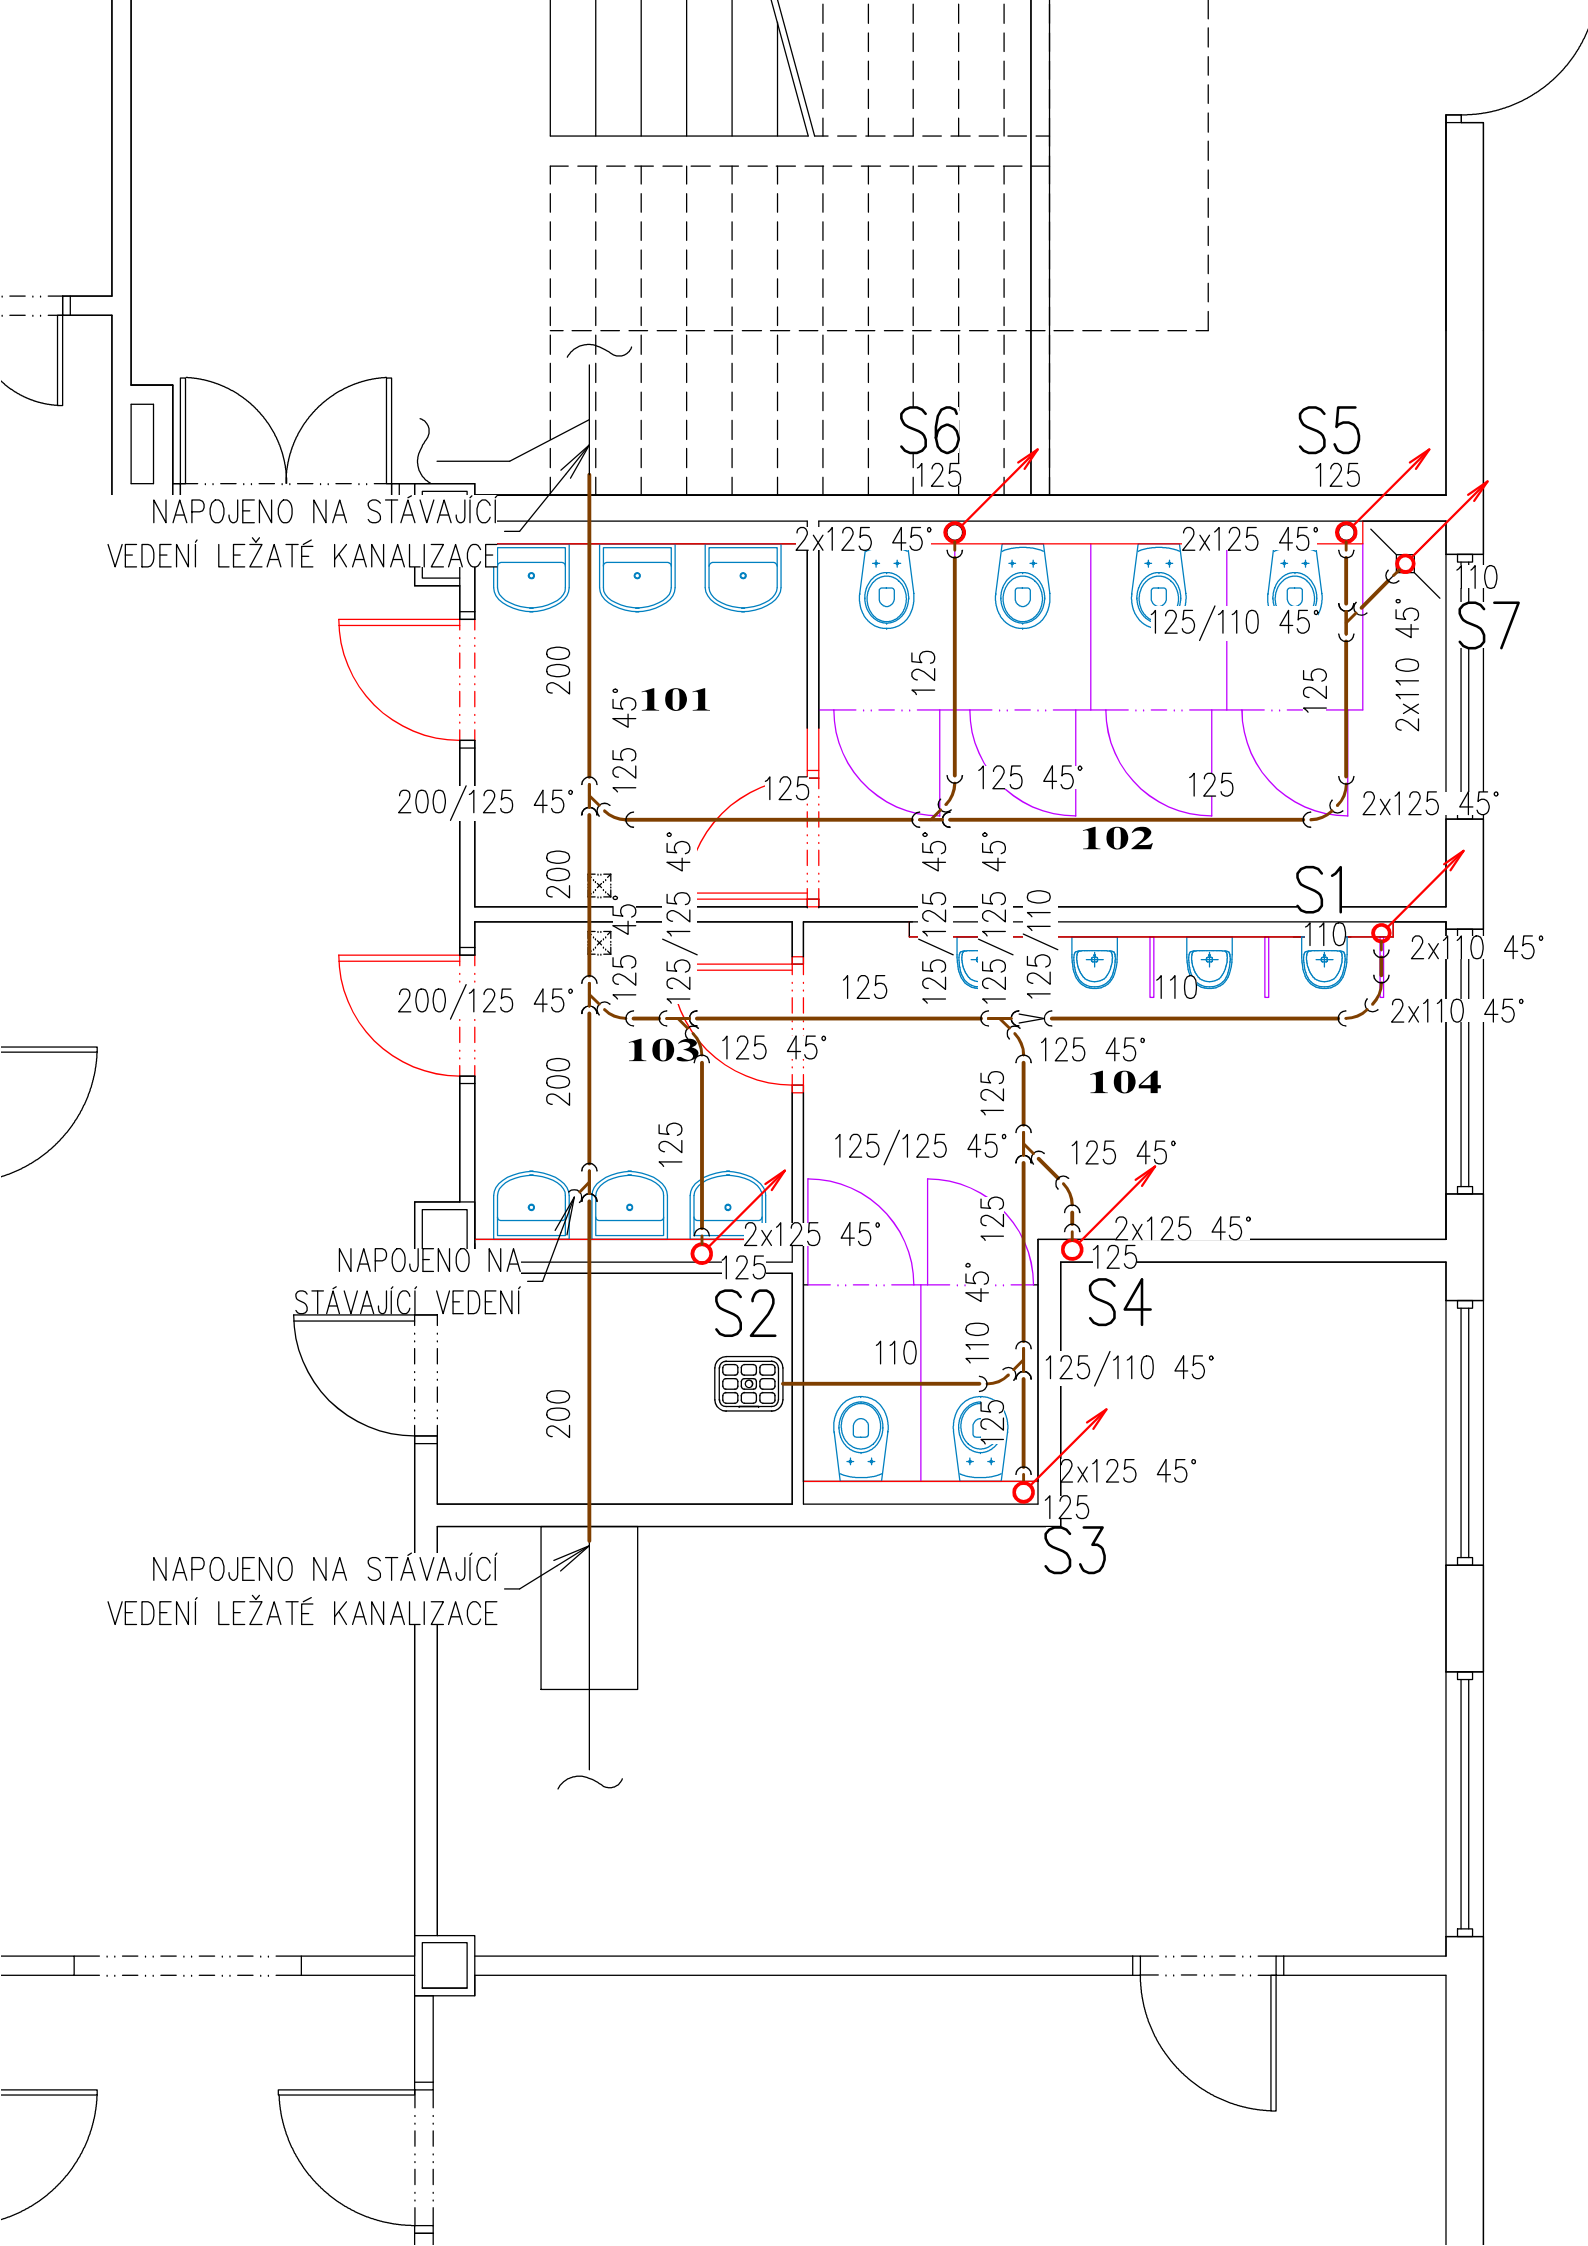 S6
125
S5
125
NAPOJENO NA STÁVAJÍCÍ
VEDENÍ LEŽATÉ KANALIZACE
2x125 45°
2x125 45°
110
S7
125/110 45°
2x110 45°
200
125
125
101
125 45°
200/125 45°
125
125 45°
125
2x125 45°
102
200
125 45°
125/125 45°
125/125 45°
125/125 45°
125/110
S1
110
2x110 45°
200/125 45°
125
110
2x110 45°
103
125 45°
125 45°
104
200
125
125
125/125 45°
125 45°
125
2x125 45°
125
2x125 45°
125
NAPOJENO NA
STÁVAJÍCÍ VEDENÍ
S2
S4
110 45°
110
125/110 45°
200
125
2x125 45°
125
S3
NAPOJENO NA STÁVAJÍCÍ
VEDENÍ LEŽATÉ KANALIZACE